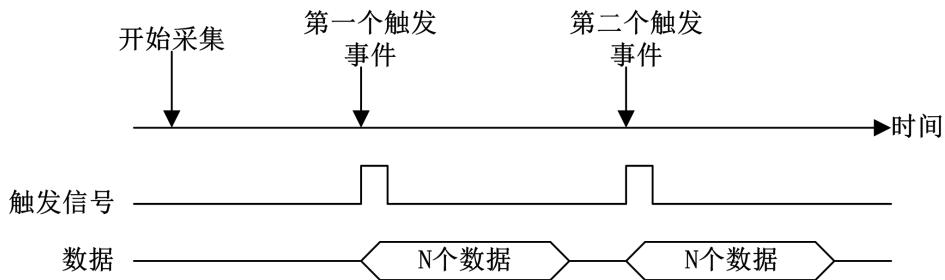 开始采集
第一个触发
事件
第二个触发
事件
时间
触发信号
数据
N个数据
N个数据